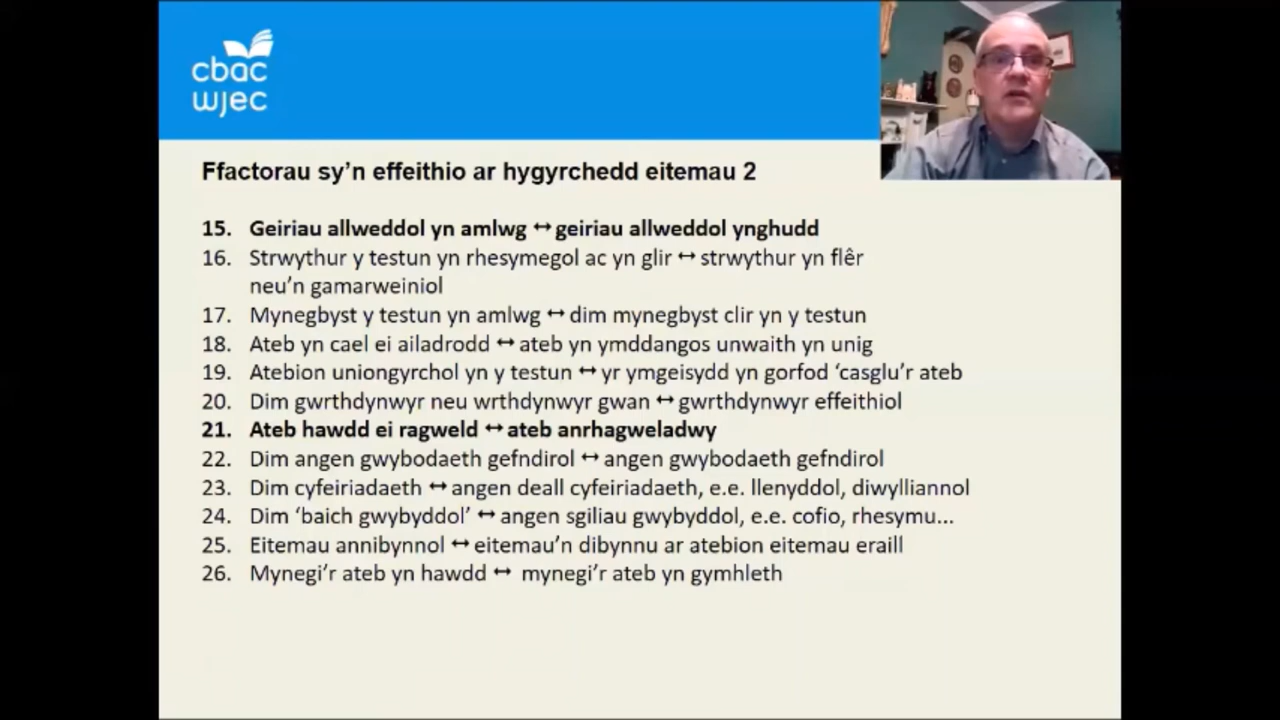 cbac
wjec
Ffactorau sy'n effeithio ar hygyrchedd eitemau 2
15. Geiriau allweddol yn amlwg ↔ geiriau allweddol ynghudd
16. Strwythur y testun yn rhesymegol ac yn glir ↔ strwythur yn flêr
neu'n gamarweiniol
17. Mynegbyst y testun yn amlwg ↔ dim mynegbyst clir yn y testun
18. Ateb yn cael ei ailadrodd ↔ ateb yn ymddangos unwaith yn unig
19. Atebion uniongyrchol yn y testun ↔ yr ymgeisydd yn gorfod 'casglu'r ateb
20. Dim gwrthdynwyr neu wrthdynwyr gwan ↔ gwrthdynwyr effeithiol
21. Ateb hawdd ei ragweld ↔ ateb anrhagweladwy
22. Dim angen gwybodaeth gefndirol ↔ angen gwybodaeth gefndirol
23. Dim cyfeiriadaeth ↔ angen deall cyfeiriadaeth, e.e. llenyddol, diwylliannol
24. Dim 'baich gwybyddol' ↔ angen sgiliau gwybyddol, e.e. cofio, rhesymu...
25. Eitemau annibynnol ↔ eitemau'n dibynnu ar atebion eitemau eraill
26. Mynegi'r ateb yn hawdd ↔ mynegi'r ateb yn gymhleth